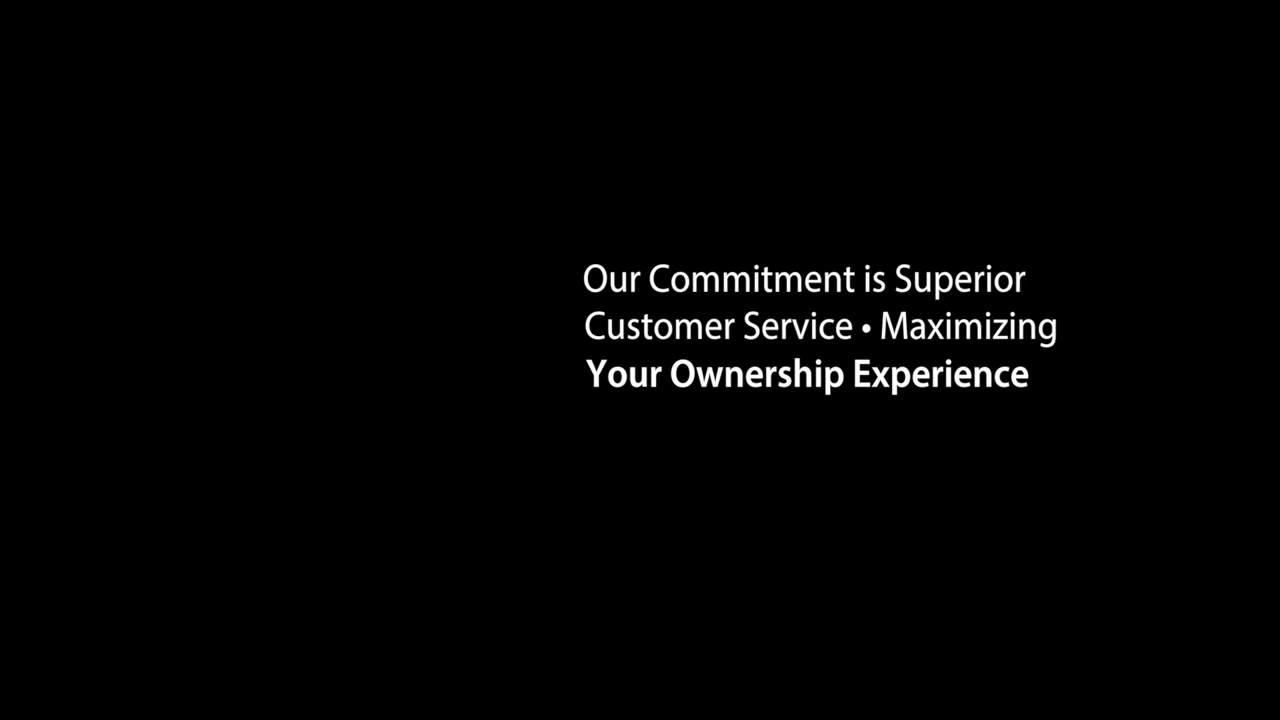 Our Commitment is Superior
Customer Service • Maximizing
Your Ownership Experience